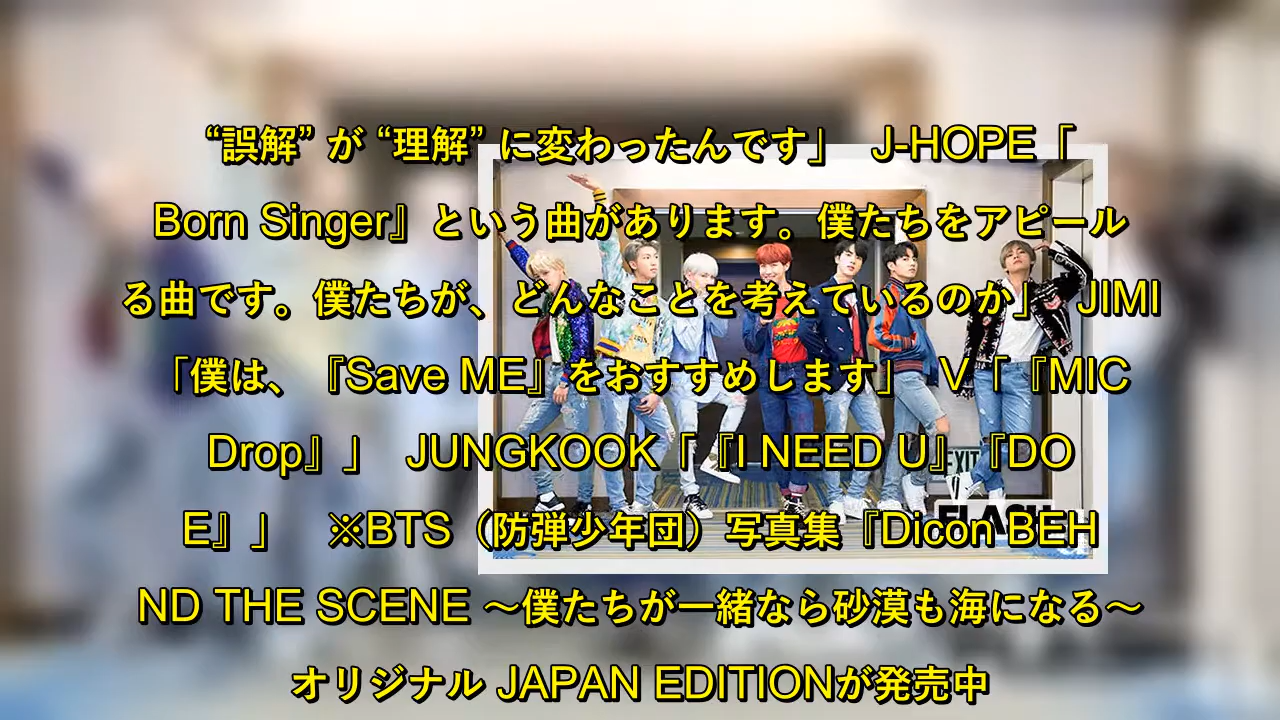 “誤解” が “理解” に変わったんです」 J-HOPE「
Born Singer』という曲があります。僕たちをアピール
る曲です。僕たちが、どんなことを考えているのか」 JIMI
「僕は、『Save ME』をおすすめします」 V「『MIC
Drop』」 JUNGKOOK「『I NEED U』『DO
E』」 ※BTS（防弾少年団）写真集『Dicon BEH
ND THE SCENE ～僕たちが一緒なら砂漠も海になる～
オリジナル JAPAN EDITIONが発売中
EXIT
FLASH